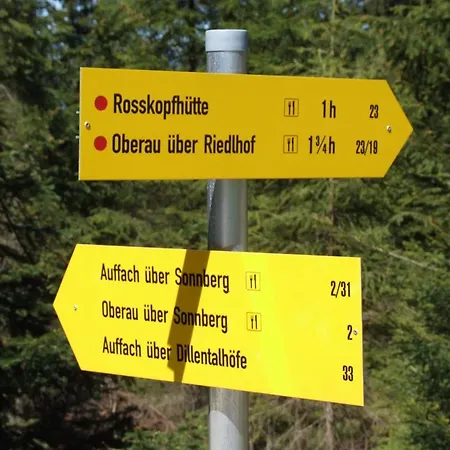 Rosskopfhütte 1 h 23
Oberau über Riedlhof 1¾ h 23/19
Auffach über Sonnberg 2/31
Oberau über Sonnberg 2
Auffach über Dillentalhöfe 33